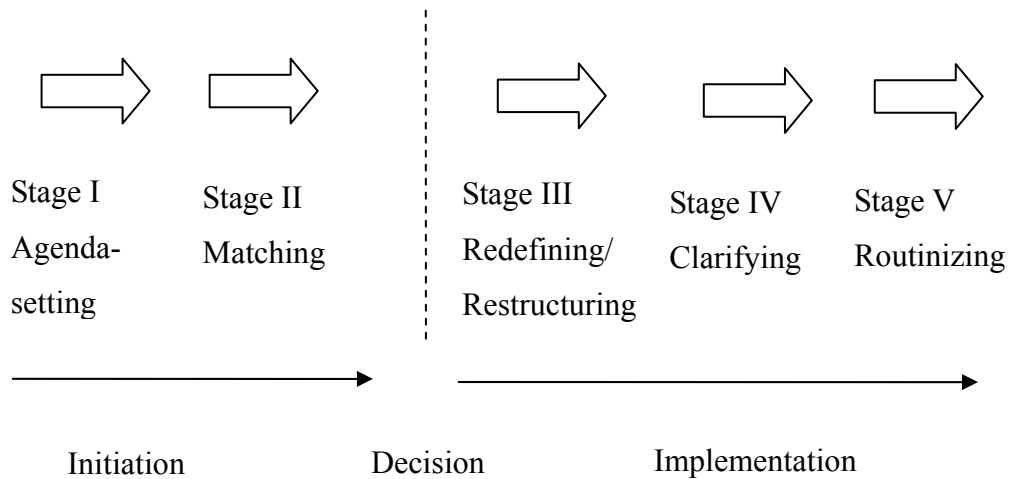 Stage I
Agenda-
setting
Stage II
Matching
Stage III
Redefining/
Restructuring
Stage IV
Clarifying
Stage V
Routinizing
Initiation
Decision
Implementation